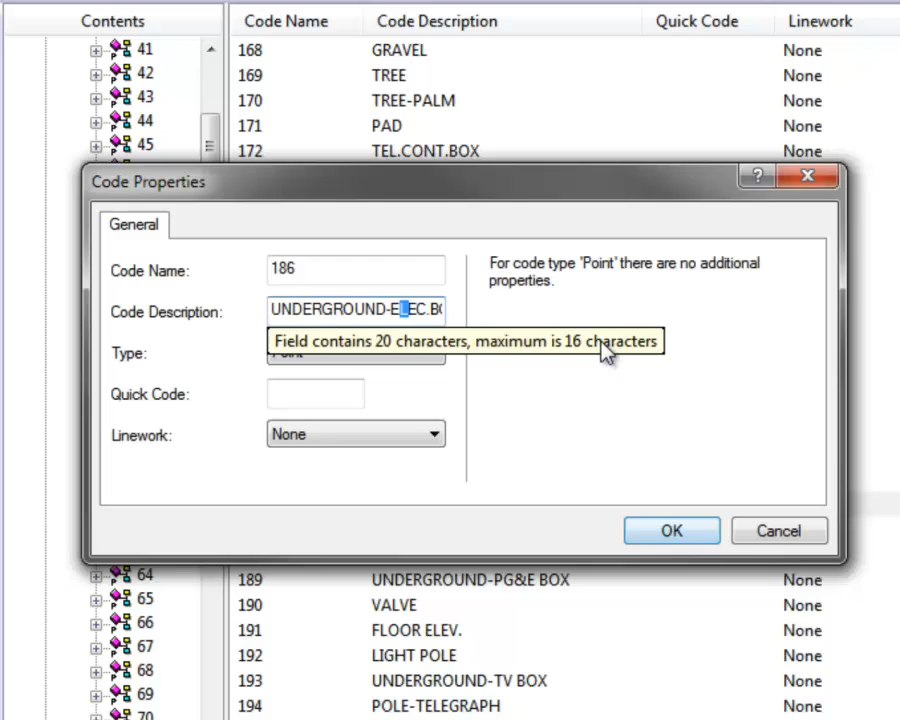 Contents Code Name Code Description Quick Code Linework
41 168 GRAVEL None
42 169 TREE None
43 170 TREE-PALM None
44 171 PAD None
45 172 TEL.CONT.BOX None
Code Properties
General
Code Name: 186
For code type 'Point' there are no additional
properties.
Code Description: UNDERGROUND-ELEC.BO
Field contains 20 characters, maximum is 16 characters
Type:
Quick Code:
Linework: None
OK Cancel
64 189 UNDERGROUND-PG&E BOX None
65 190 VALVE None
66 191 FLOOR ELEV. None
67 192 LIGHT POLE None
68 193 UNDERGROUND-TV BOX None
69 194 POLE-TELEGRAPH None
70